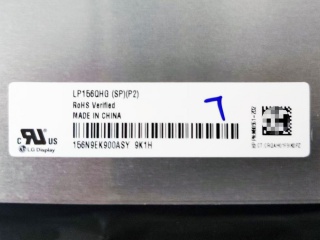 LP156QHG (SP)(P2)
RoHS Verified
MADE IN CHINA
7
C US
LG Display
156N9EK900ASY 9K1H